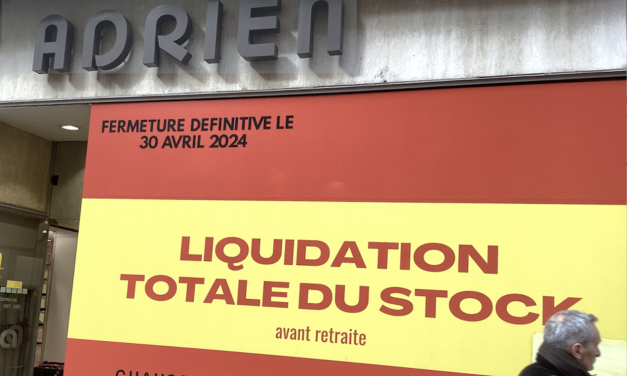 ADRIEN
FERMETURE DEFINITIVE LE
30 AVRIL 2024
LIQUIDATION
TOTALE DU STOCK
avant retraite